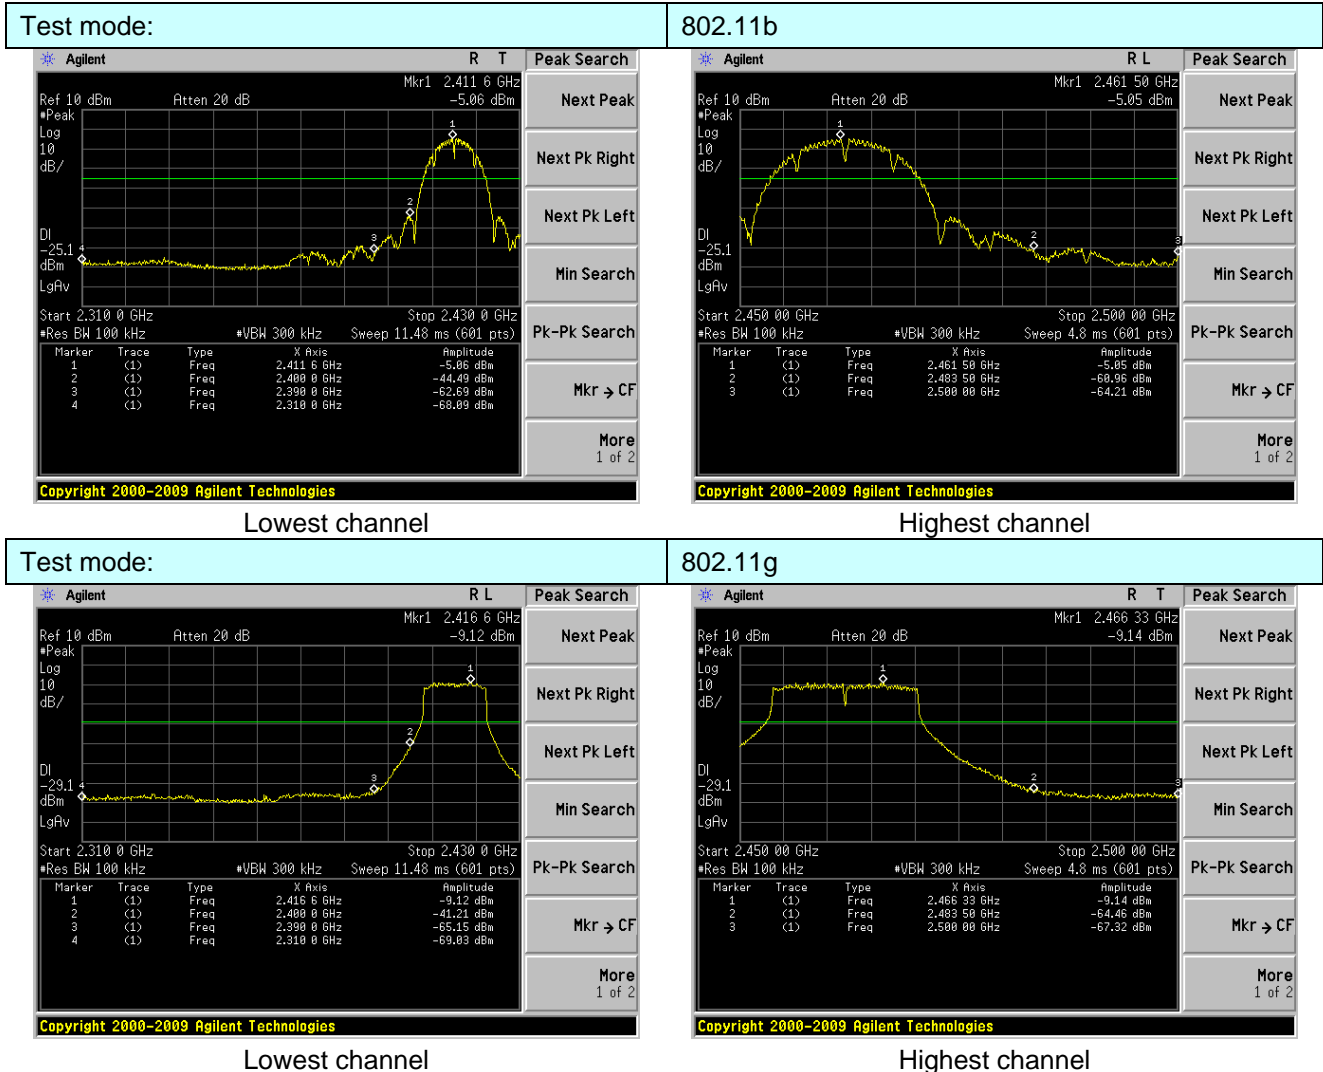 Test mode: 802.11b
Agilent R T Peak Search
Mkr1 2.411 6 GHz
Ref 10 dBm Atten 20 dB -5.06 dBm
#Peak
Log
10
dB/
1
2
3
4
DI
-25.1
dBm
LgAv
Start 2.310 0 GHz Stop 2.430 0 GHz
#Res BW 100 kHz #VBW 300 kHz Sweep 11.48 ms (601 pts)
Marker Trace Type X Axis Amplitude
1 (1) Freq 2.411 6 GHz -5.06 dBm
2 (1) Freq 2.400 0 GHz -44.49 dBm
3 (1) Freq 2.390 0 GHz -62.69 dBm
4 (1) Freq 2.310 0 GHz -68.09 dBm
Next Peak
Next Pk Right
Next Pk Left
Min Search
Pk-Pk Search
Mkr → CF
More
1 of 2
Copyright 2000-2009 Agilent Technologies
Lowest channel
Agilent R L Peak Search
Mkr1 2.461 50 GHz
Ref 10 dBm Atten 20 dB -5.05 dBm
#Peak
Log
10
dB/
1
2
3
DI
-25.1
dBm
LgAv
Start 2.450 00 GHz Stop 2.500 00 GHz
#Res BW 100 kHz #VBW 300 kHz Sweep 4.8 ms (601 pts)
Marker Trace Type X Axis Amplitude
1 (1) Freq 2.461 50 GHz -5.05 dBm
2 (1) Freq 2.483 50 GHz -60.96 dBm
3 (1) Freq 2.500 00 GHz -64.21 dBm
Next Peak
Next Pk Right
Next Pk Left
Min Search
Pk-Pk Search
Mkr → CF
More
1 of 2
Copyright 2000-2009 Agilent Technologies
Highest channel
Test mode: 802.11g
Agilent R L Peak Search
Mkr1 2.416 6 GHz
Ref 10 dBm Atten 20 dB -9.12 dBm
#Peak
Log
10
dB/
1
2
3
4
DI
-29.1
dBm
LgAv
Start 2.310 0 GHz Stop 2.430 0 GHz
#Res BW 100 kHz #VBW 300 kHz Sweep 11.48 ms (601 pts)
Marker Trace Type X Axis Amplitude
1 (1) Freq 2.416 6 GHz -9.12 dBm
2 (1) Freq 2.400 0 GHz -41.21 dBm
3 (1) Freq 2.390 0 GHz -65.15 dBm
4 (1) Freq 2.310 0 GHz -69.03 dBm
Next Peak
Next Pk Right
Next Pk Left
Min Search
Pk-Pk Search
Mkr → CF
More
1 of 2
Copyright 2000-2009 Agilent Technologies
Lowest channel
Agilent R T Peak Search
Mkr1 2.466 33 GHz
Ref 10 dBm Atten 20 dB -9.14 dBm
#Peak
Log
10
dB/
1
2
3
DI
-29.1
dBm
LgAv
Start 2.450 00 GHz Stop 2.500 00 GHz
#Res BW 100 kHz #VBW 300 kHz Sweep 4.8 ms (601 pts)
Marker Trace Type X Axis Amplitude
1 (1) Freq 2.466 33 GHz -9.14 dBm
2 (1) Freq 2.483 50 GHz -64.46 dBm
3 (1) Freq 2.500 00 GHz -67.32 dBm
Next Peak
Next Pk Right
Next Pk Left
Min Search
Pk-Pk Search
Mkr → CF
More
1 of 2
Copyright 2000-2009 Agilent Technologies
Highest channel